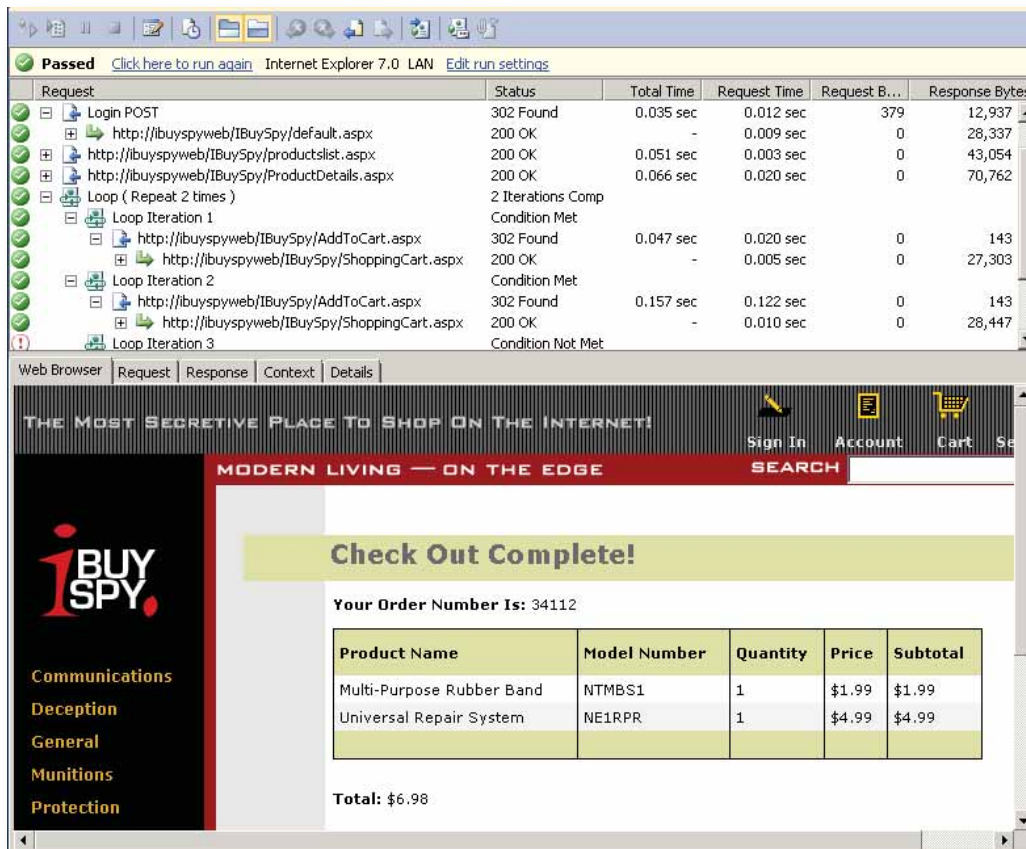 Passed Click here to run again Internet Explorer 7.0 LAN Edit run settings
Request Status Total Time Request Time Request B... Response Bytes
Login POST 302 Found 0.035 sec 0.012 sec 379 12,937
http://ibuyspyweb/IBuySpy/default.aspx 200 OK - 0.009 sec 0 28,337
http://ibuyspyweb/IBuySpy/productslist.aspx 200 OK 0.051 sec 0.003 sec 0 43,054
http://ibuyspyweb/IBuySpy/ProductDetails.aspx 200 OK 0.066 sec 0.020 sec 0 70,762
Loop ( Repeat 2 times ) 2 Iterations Comp
Loop Iteration 1 Condition Met
http://ibuyspyweb/IBuySpy/AddToCart.aspx 302 Found 0.047 sec 0.020 sec 0 143
http://ibuyspyweb/IBuySpy/ShoppingCart.aspx 200 OK - 0.005 sec 0 27,303
Loop Iteration 2 Condition Met
http://ibuyspyweb/IBuySpy/AddToCart.aspx 302 Found 0.157 sec 0.122 sec 0 143
http://ibuyspyweb/IBuySpy/ShoppingCart.aspx 200 OK - 0.010 sec 0 28,447
Loop Iteration 3 Condition Not Met
Web Browser Request Response Context Details
THE MOST SECRETIVE PLACE TO SHOP ON THE INTERNET!
Sign In Account Cart Se
MODERN LIVING — ON THE EDGE SEARCH
iBUY
SPY
Check Out Complete!
Your Order Number Is: 34112
Product Name Model Number Quantity Price Subtotal
Multi-Purpose Rubber Band NTMBS1 1 $1.99 $1.99
Universal Repair System NE1RPR 1 $4.99 $4.99
Total: $6.98
Communications
Deception
General
Munitions
Protection